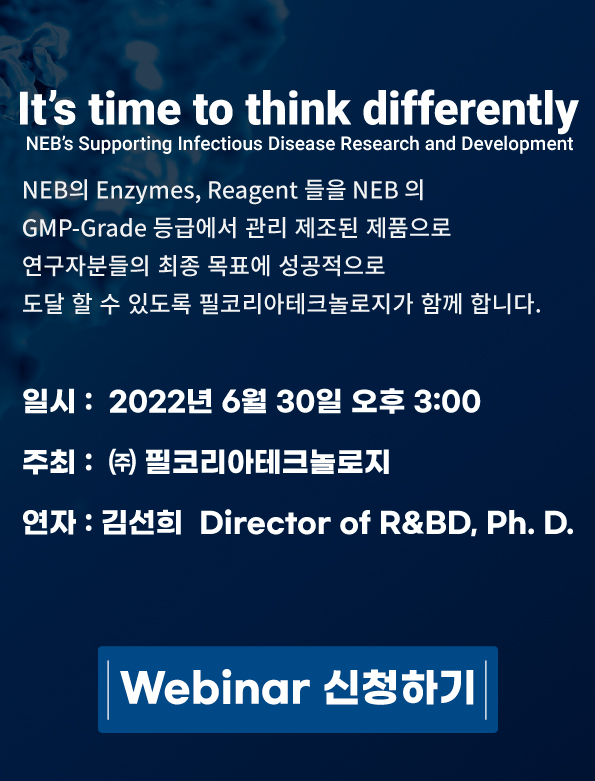 It's time to think differently
NEB's Supporting Infectious Disease Research and Development
NEB의 Enzymes, Reagent 들을 NEB 의
GMP-Grade 등급에서 관리 제조된 제품으로
연구자분들의 최종 목표에 성공적으로
도달 할 수 있도록 필코리아테크놀로지가 함께 합니다.
일시 : 2022년 6월 30일 오후 3:00
주최 : ㈜ 필코리아테크놀로지
연자 : 김선희 Director of R&BD, Ph. D.
Webinar 신청하기